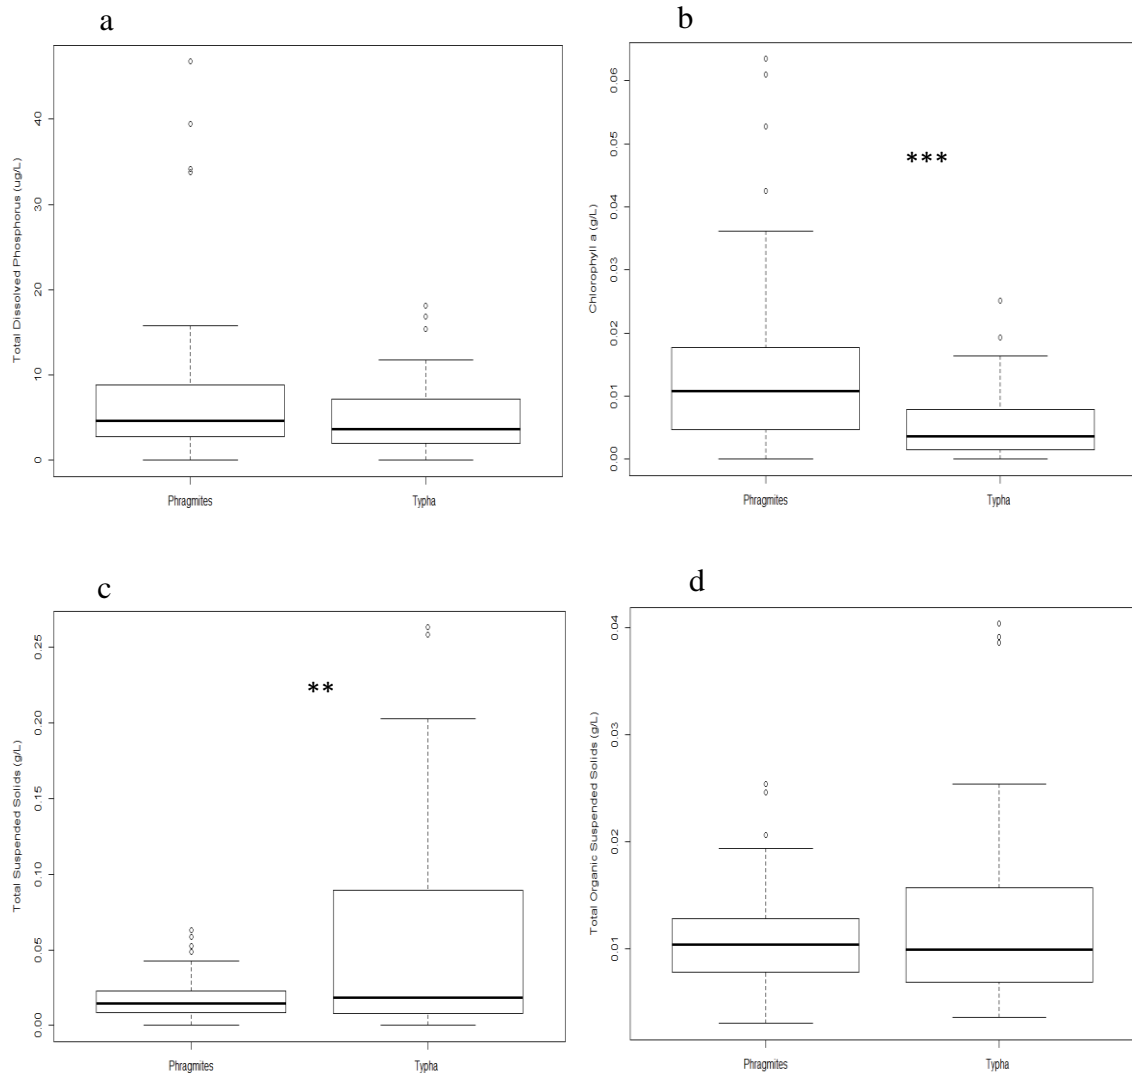 a
Total Dissolved Phosphorus (ug/L)
40
30
20
10
0
Phragmites
Typha
b
***
Chlorophyll a (g/L)
0.06
0.05
0.04
0.03
0.02
0.01
0.00
Phragmites
Typha
c
**
Total Suspended Solids (g/L)
0.25
0.20
0.15
0.10
0.05
0.00
Phragmites
Typha
d
Total Organic Suspended Solids (g/L)
0.04
0.03
0.02
0.01
Phragmites
Typha